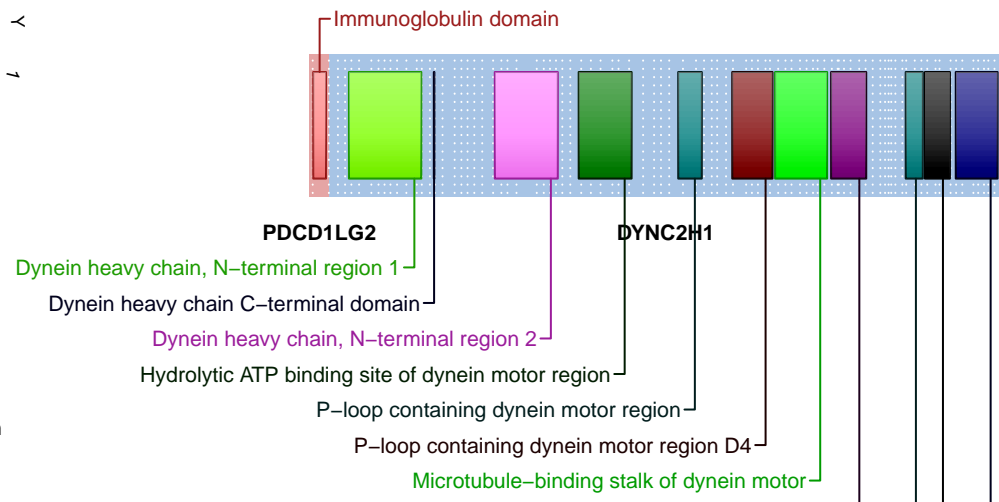 Immunoglobulin domain
Y
1
PDCD1LG2
DYNC2H1
Dynein heavy chain, N−terminal region 1
Dynein heavy chain C−terminal domain
Dynein heavy chain, N−terminal region 2
Hydrolytic ATP binding site of dynein motor region
P−loop containing dynein motor region
P−loop containing dynein motor region D4
Microtubule−binding stalk of dynein motor